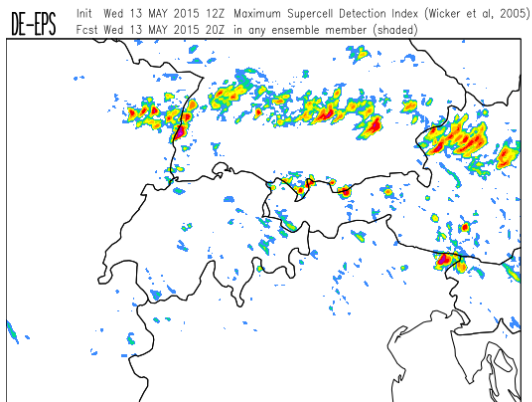 DE-EPS
Init Wed 13 MAY 2015 12Z Maximum Supercell Detection Index (Wicker et al, 2005)
Fcst Wed 13 MAY 2015 20Z in any ensemble member (shaded)